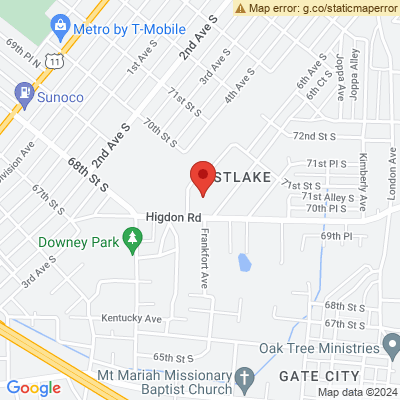 Map error: g.co/staticmaperror
Metro by T-Mobile
69th Pl N
11
1st Ave S
2nd Ave S
3rd Ave S
4th Ave S
6th Ave S
6th Ct S
Joppa Ave
Joppa Alley
Sunoco
71st St S
70th St S
72nd St S
2nd Ave S
Division Ave
68th St S
67th St S
STLAKE
71st Pl S
71st St S
71st Alley S
70th Pl S
Kimberly Ave
London Ave
Higdon Rd
69th Pl
Downey Park
Frankfort Ave
3rd Ave S
Kentucky Ave
68th St S
67th St S
65th St S
Oak Tree Ministries
Mt Mariah Missionary
Baptist Church
GATE CITY
Google
Map data ©2024